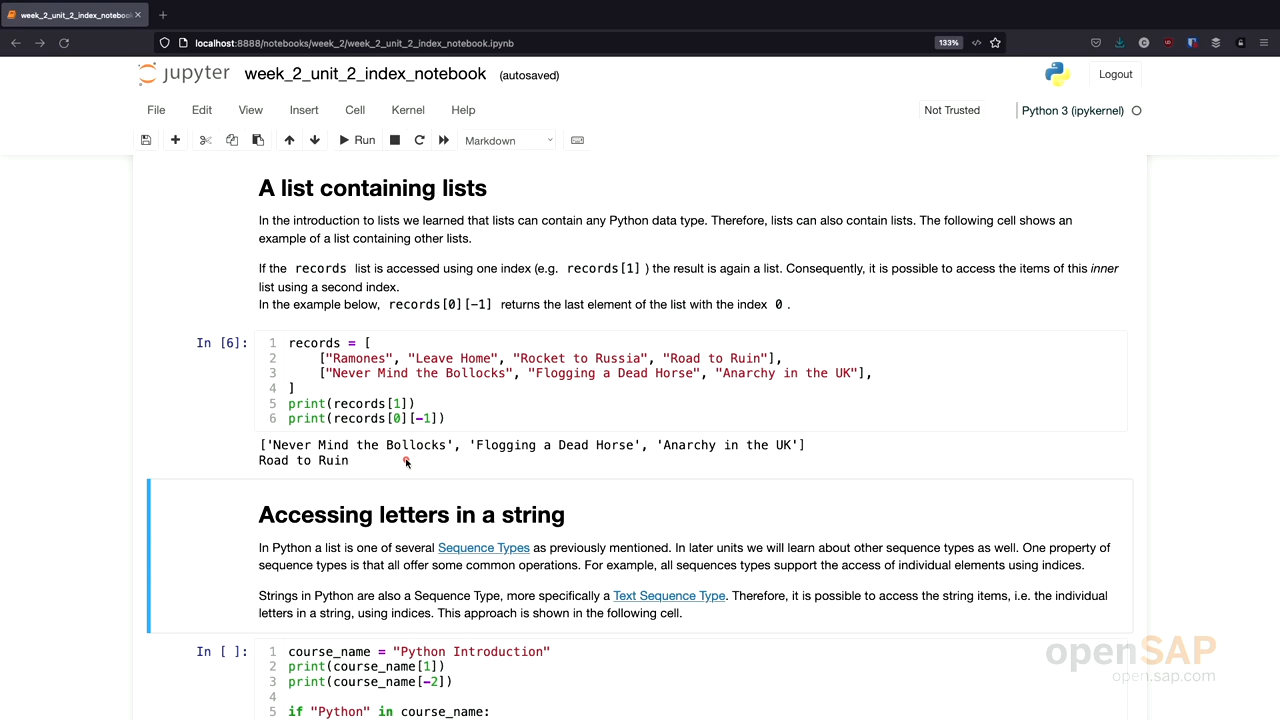 week_2_unit_2_index_noteboo
localhost:8888/notebooks/week_2/week_2_unit_2_index_notebook.ipynb
133%
jupyter week_2_unit_2_index_notebook (autosaved)
Logout
File Edit View Insert Cell Kernel Help
Not Trusted
Python 3 (ipykernel)
Run
Markdown
A list containing lists
In the introduction to lists we learned that lists can contain any Python data type. Therefore, lists can also contain lists. The following cell shows an
example of a list containing other lists.
If the records list is accessed using one index (e.g. records[1] ) the result is again a list. Consequently, it is possible to access the items of this inner
list using a second index.
In the example below, records[0][-1] returns the last element of the list with the index 0 .
In [6]:
1 records = [
2 ["Ramones", "Leave Home", "Rocket to Russia", "Road to Ruin"],
3 ["Never Mind the Bollocks", "Flogging a Dead Horse", "Anarchy in the UK"],
4 ]
5 print(records[1])
6 print(records[0][-1])
['Never Mind the Bollocks', 'Flogging a Dead Horse', 'Anarchy in the UK']
Road to Ruin
Accessing letters in a string
In Python a list is one of several Sequence Types as previously mentioned. In later units we will learn about other sequence types as well. One property of
sequence types is that all offer some common operations. For example, all sequences types support the access of individual elements using indices.
Strings in Python are also a Sequence Type, more specifically a Text Sequence Type. Therefore, it is possible to access the string items, i.e. the individual
letters in a string, using indices. This approach is shown in the following cell.
In [ ]:
1 course_name = "Python Introduction"
2 print(course_name[1])
3 print(course_name[-2])
4
5 if "Python" in course_name:
openSAP
open.sap.com